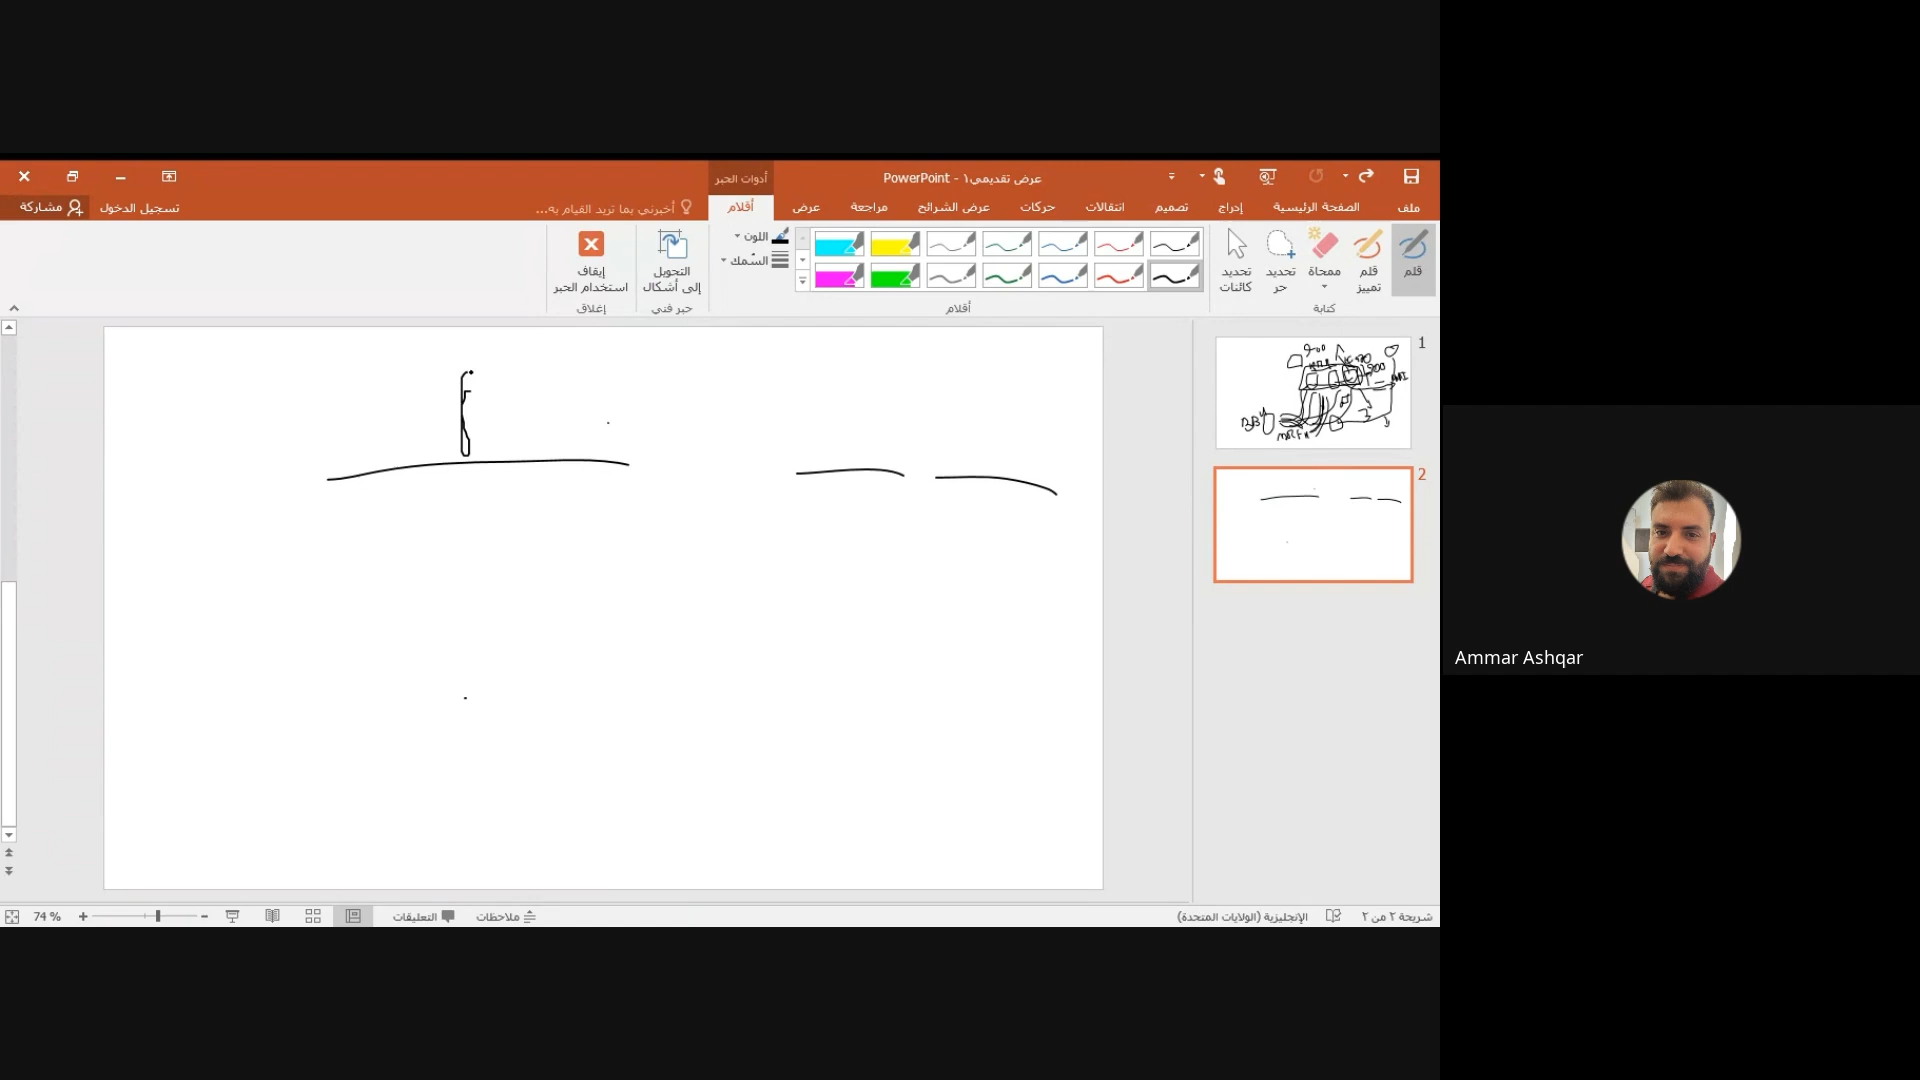 عرض تقديمي١ - PowerPoint
أدوات الحبر
ملف
الصفحة الرئيسية
إدراج
تصميم
انتقالات
حركات
عرض الشرائح
مراجعة
عرض
أقلام
أخبرني بما تريد القيام به...
تسجيل الدخول
مشاركة
قلم
قلم تمييز
ممحاة
تحديد حر
تحديد كائنات
كتابة
أقلام
اللون
السُمك
التحويل إلى أشكال
حبر فني
إيقاف استخدام الحبر
إغلاق
1
2
Ammar Ashqar
شريحة ٢ من ٢
الإنجليزية (الولايات المتحدة)
ملاحظات
التعليقات
74 %